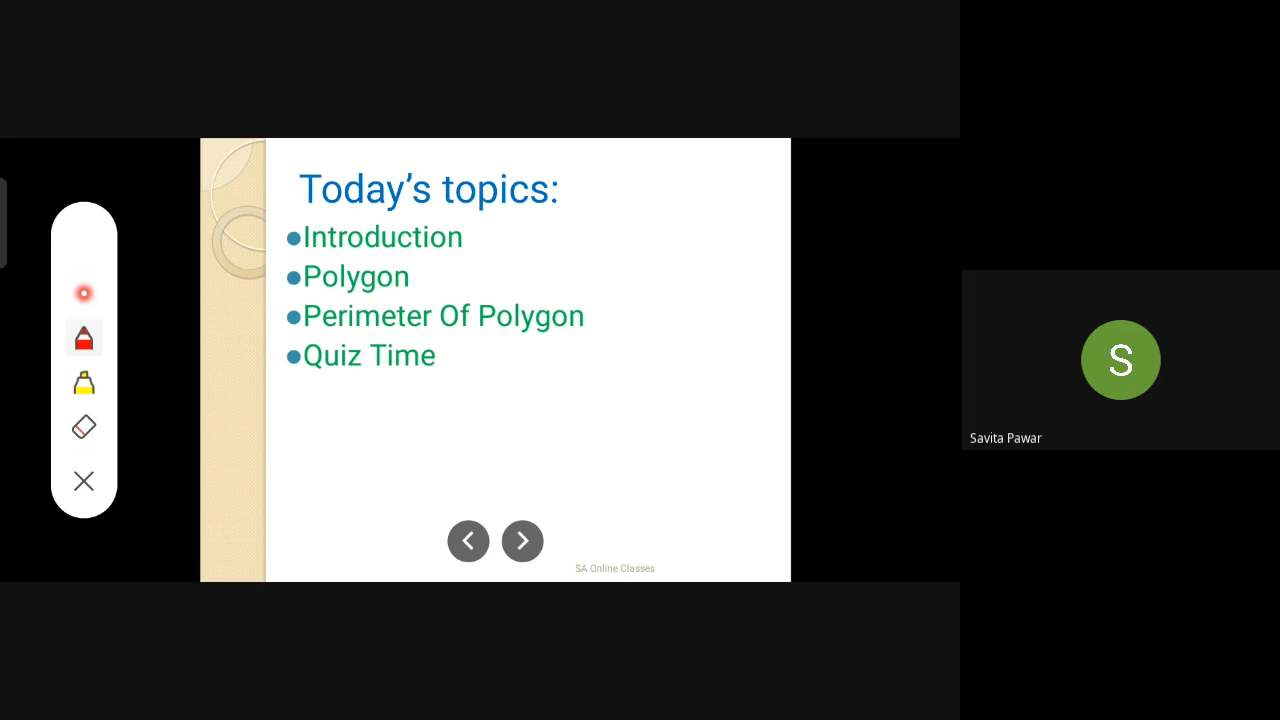 Today's topics:
Introduction
Polygon
Perimeter Of Polygon
Quiz Time
SA Online Classes
S
Savita Pawar